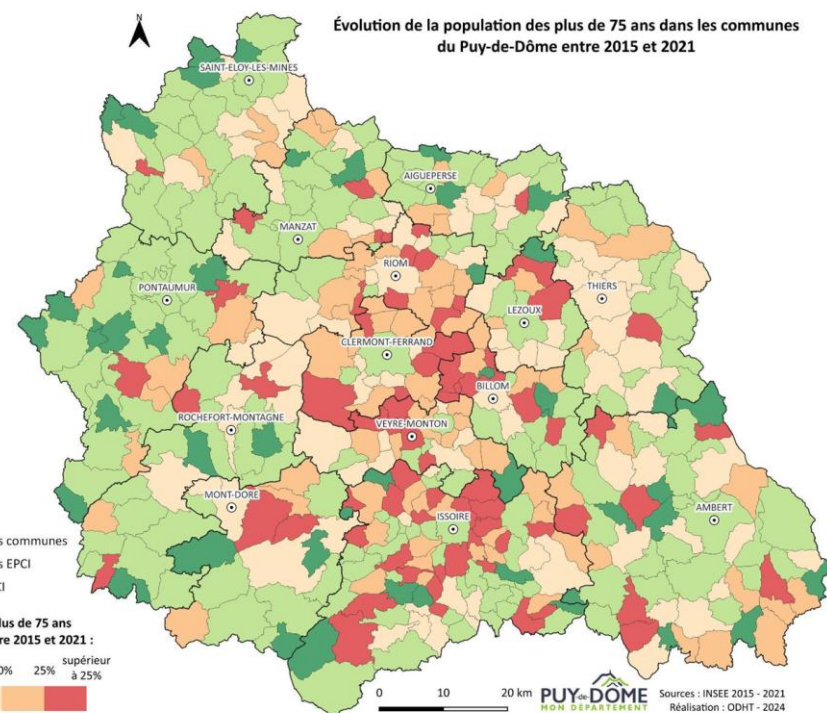 Évolution de la population des plus de 75 ans dans les communes
du Puy-de-Dôme entre 2015 et 2021
N
SAINT-ELOY-LES-MINES
AIGUEPERSE
MANZAT
RIOM
PONTAUMUR
THIERS
LEZOUX
CLERMONT-FERRAND
BILLOM
ROCHEFORT-MONTAGNE
VEYRE-MONTON
MONT-DORE
ISSOIRE
AMBERT
communes
EPCI
plus de 75 ans
entre 2015 et 2021 :
0% 25% supérieur
à 25%
0 10 20 km
PUY-de-DÔME
MON DÉPARTEMENT
Sources : INSEE 2015 - 2021
Réalisation : ODHT - 2024